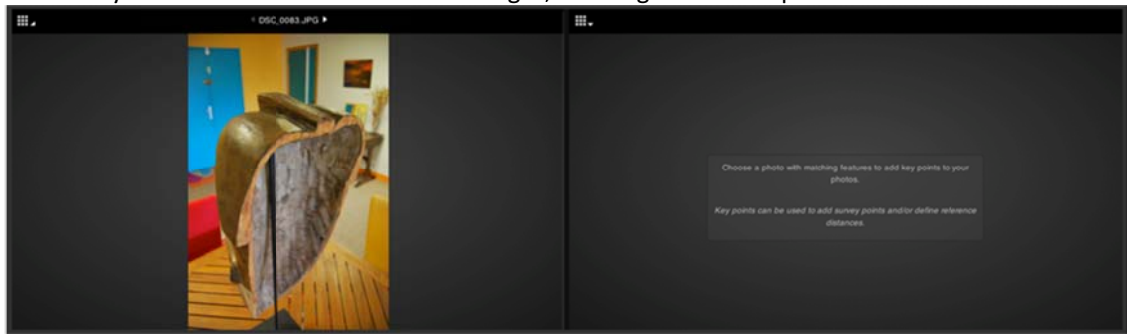 DSC_0083.JPG
Choose a photo with matching features to add key points to your
photos.
Key points can be used to add survey points and/or define reference
distances.